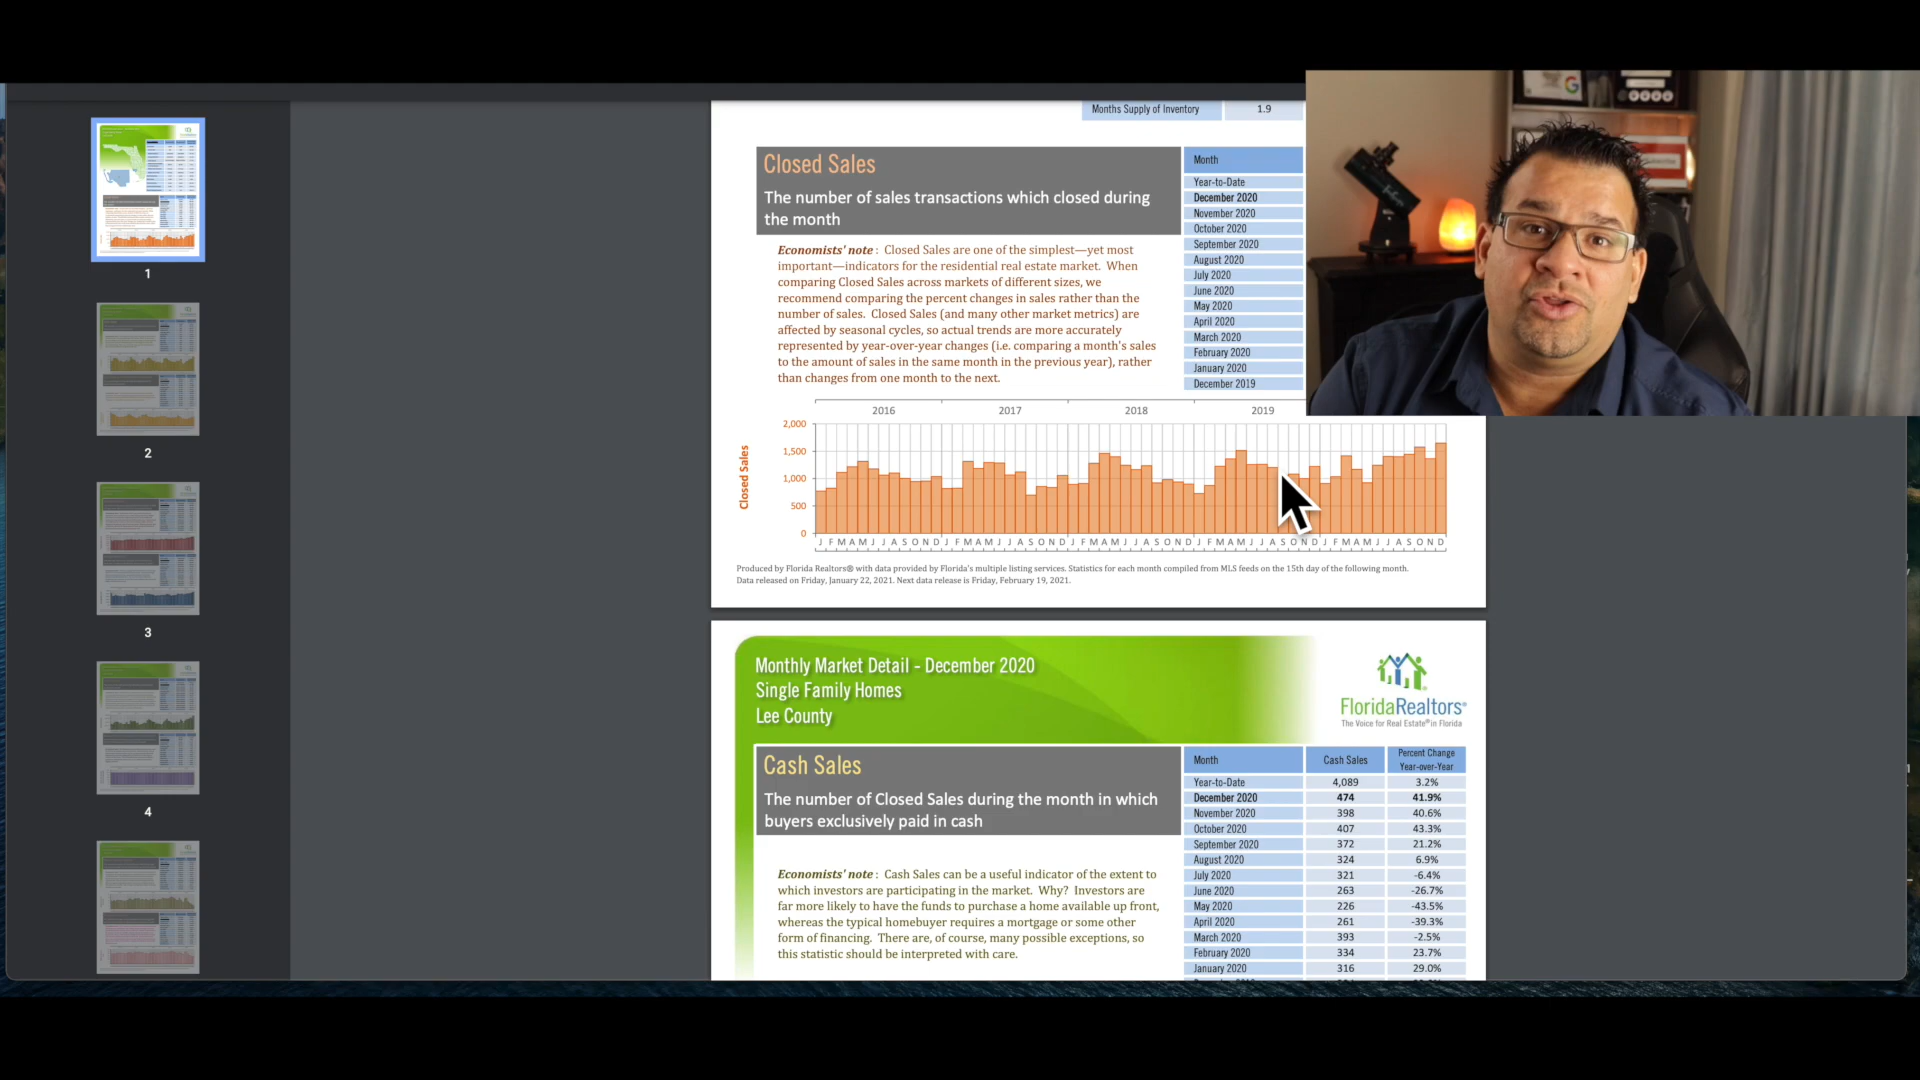 Months Supply of Inventory 1.9
Closed Sales
The number of sales transactions which closed during
the month
Economists' note : Closed Sales are one of the simplest—yet most
important—indicators for the residential real estate market. When
comparing Closed Sales across markets of different sizes, we
recommend comparing the percent changes in sales rather than the
number of sales. Closed Sales (and many other market metrics) are
affected by seasonal cycles, so actual trends are more accurately
represented by year-over-year changes (i.e. comparing a month's sales
to the amount of sales in the same month in the previous year), rather
than changes from one month to the next.
Month
Year-to-Date
December 2020
November 2020
October 2020
September 2020
August 2020
July 2020
June 2020
May 2020
April 2020
March 2020
February 2020
January 2020
December 2019
2016 2017 2018 2019
Closed Sales
2,000
1,500
1,000
500
0
J F M A M J J A S O N D J F M A M J J A S O N D J F M A M J J A S O N D J F M A M J J A S O N D J F M A M J J A S O N D
Produced by Florida Realtors® with data provided by Florida's multiple listing services. Statistics for each month compiled from MLS feeds on the 15th day of the following month.
Data released on Friday, January 22, 2021. Next data release is Friday, February 19, 2021.
Monthly Market Detail - December 2020
Single Family Homes
Lee County
FloridaRealtors®
The Voice for Real Estate® in Florida
Cash Sales
The number of Closed Sales during the month in which
buyers exclusively paid in cash
Economists' note : Cash Sales can be a useful indicator of the extent to
which investors are participating in the market. Why? Investors are
far more likely to have the funds to purchase a home available up front,
whereas the typical homebuyer requires a mortgage or some other
form of financing. There are, of course, many possible exceptions, so
this statistic should be interpreted with care.
Month Cash Sales Percent Change Year-over-Year
Year-to-Date 4,089 3.2%
December 2020 474 41.9%
November 2020 398 40.6%
October 2020 407 43.3%
September 2020 372 21.2%
August 2020 324 6.9%
July 2020 321 -6.4%
June 2020 263 -26.7%
May 2020 226 -43.5%
April 2020 261 -39.3%
March 2020 393 -2.5%
February 2020 334 23.7%
January 2020 316 29.0%
1
2
3
4